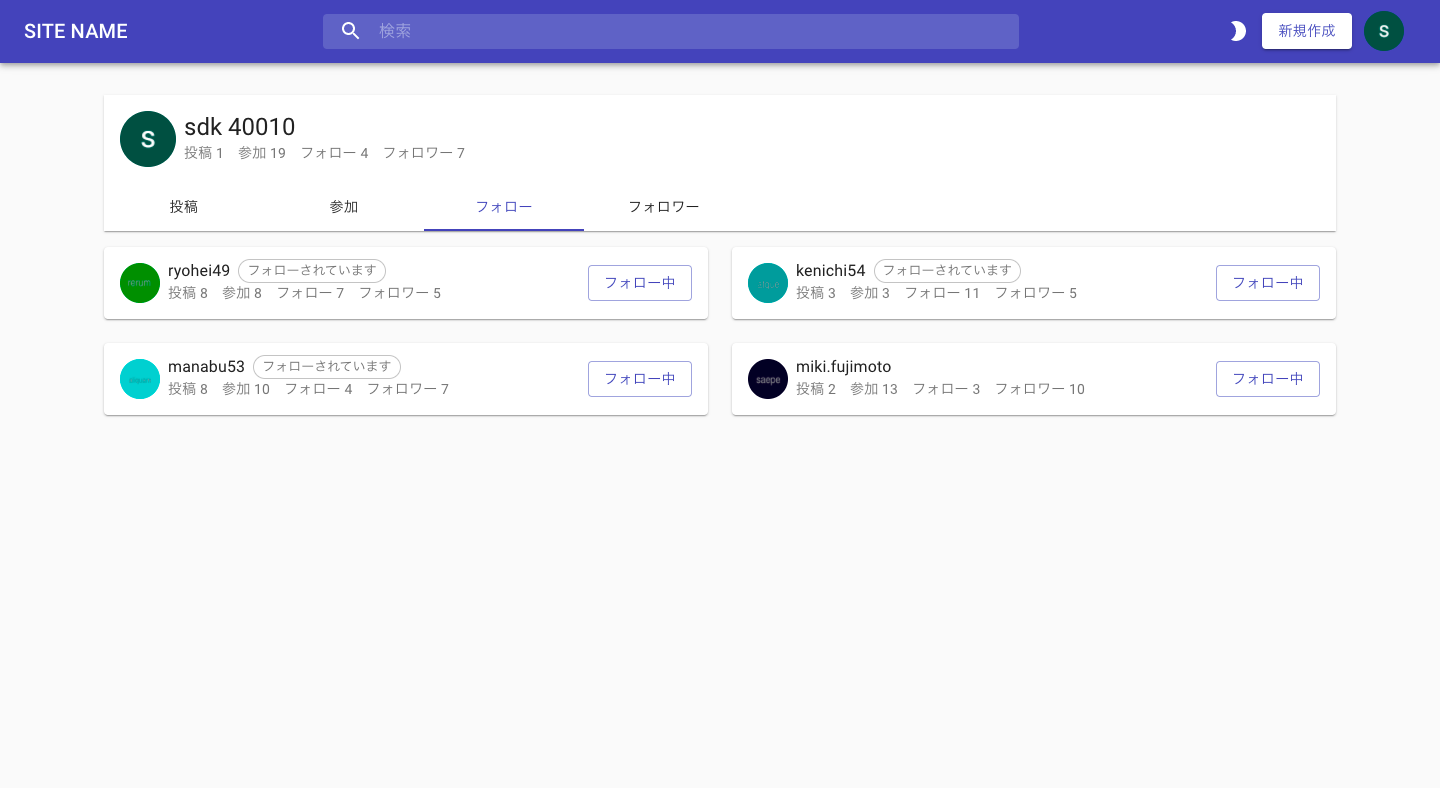 SITE NAME
検索
新規作成
S
S
sdk 40010
投稿 1 参加 19 フォロー 4 フォロワー 7
投稿 参加 フォロー フォロワー
rerum
ryohei49 フォローされています
投稿 8 参加 8 フォロー 7 フォロワー 5
フォロー中
kenichi54 フォローされています
投稿 3 参加 3 フォロー 11 フォロワー 5
フォロー中
manabu53 フォローされています
投稿 8 参加 10 フォロー 4 フォロワー 7
フォロー中
saepe
miki.fujimoto
投稿 2 参加 13 フォロー 3 フォロワー 10
フォロー中